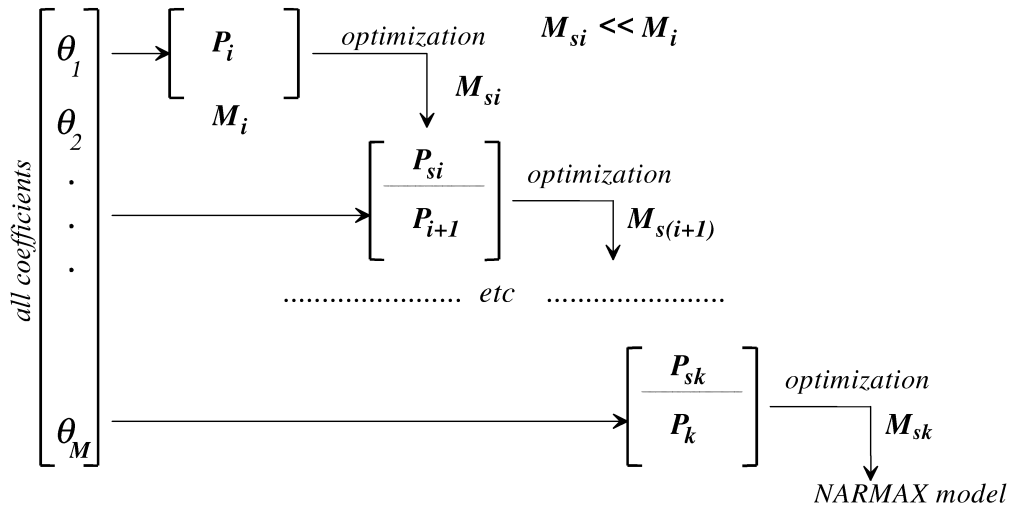 θ1
Pi
optimization
Msi << Mi
Msi
Mi
θ2
.
.
.
all coefficients
Psi
Pi+1
optimization
Ms(i+1)
....................... etc .......................
Psk
Pk
optimization
Msk
θM
NARMAX model